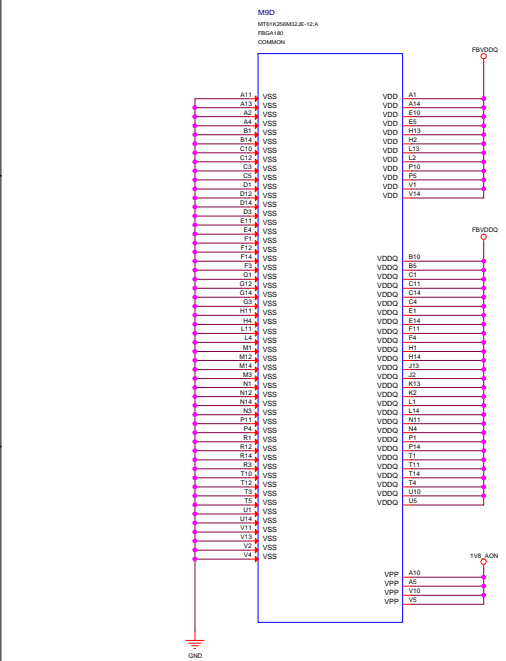 M9D
MT61K256M32JE-12:A
FBGA180
COMMON
FBVDDQ
A11 VSS VDD A1
A13 VSS VDD A14
A2 VSS VDD E10
A4 VSS VDD E5
B1 VSS VDD H13
B14 VSS VDD H2
C10 VSS VDD L13
C12 VSS VDD L2
C3 VSS VDD P10
C5 VSS VDD P5
D1 VSS VDD V1
D12 VSS VDD V14
D14 VSS
D3 VSS
E11 VSS
FBVDDQ
E4 VSS
F1 VSS
F12 VSS
F14 VSS VDDQ B10
F3 VSS VDDQ B5
G1 VSS VDDQ C1
G12 VSS VDDQ C11
G14 VSS VDDQ C14
G3 VSS VDDQ C4
H11 VSS VDDQ E1
H4 VSS VDDQ E14
L11 VSS VDDQ F11
L4 VSS VDDQ F4
M1 VSS VDDQ H1
M12 VSS VDDQ H14
M14 VSS VDDQ J13
M3 VSS VDDQ J2
N1 VSS VDDQ K13
N12 VSS VDDQ K2
N14 VSS VDDQ L1
N3 VSS VDDQ L14
P11 VSS VDDQ N11
P4 VSS VDDQ N4
R1 VSS VDDQ P1
R12 VSS VDDQ P14
R14 VSS VDDQ T1
R3 VSS VDDQ T11
T10 VSS VDDQ T14
T12 VSS VDDQ T4
T3 VSS VDDQ U10
T5 VSS VDDQ U5
U1 VSS
U14 VSS
V11 VSS
V13 VSS
V2 VSS
V4 VSS
1V8_AON
VPP A10
VPP A5
VPP V10
VPP V5
GND